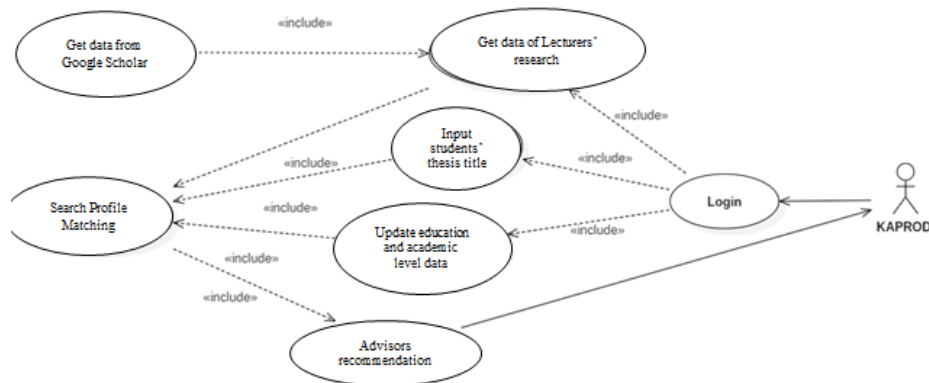 «include»
Get data from
Google Scholar
Get data of Lecturers'
research
«include»
Input
students'
thesis title
«include»
«include»
Search Profile
Matching
Login
KAPROD
«include»
Update education
and academic
level data
«include»
«include»
«include»
Advisors
recommendation